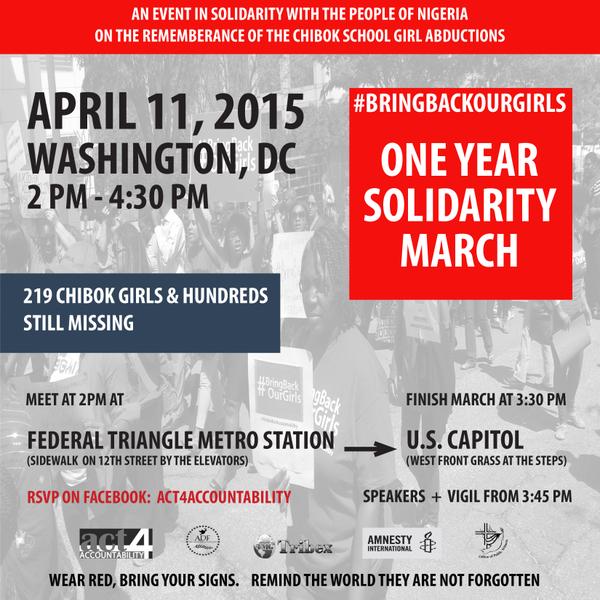 AN EVENT IN SOLIDARITY WITH THE PEOPLE OF NIGERIA
ON THE REMEMBERANCE OF THE CHIBOK SCHOOL GIRL ABDUCTIONS
APRIL 11, 2015
WASHINGTON, DC
2 PM - 4:30 PM
#BRINGBACKOURGIRLS
ONE YEAR
SOLIDARITY
MARCH
219 CHIBOK GIRLS & HUNDREDS
STILL MISSING
#BringBack
OurGirls
MEET AT 2PM AT
FEDERAL TRIANGLE METRO STATION
(SIDEWALK ON 12TH STREET BY THE ELEVATORS)
FINISH MARCH AT 3:30 PM
U.S. CAPITOL
(WEST FRONT GRASS AT THE STEPS)
RSVP ON FACEBOOK: ACT4ACCOUNTABILITY
SPEAKERS + VIGIL FROM 3:45 PM
act4
ACCOUNTABILITY
ADF
Tribex
AMNESTY
INTERNATIONAL
WEAR RED, BRING YOUR SIGNS. REMIND THE WORLD THEY ARE NOT FORGOTTEN